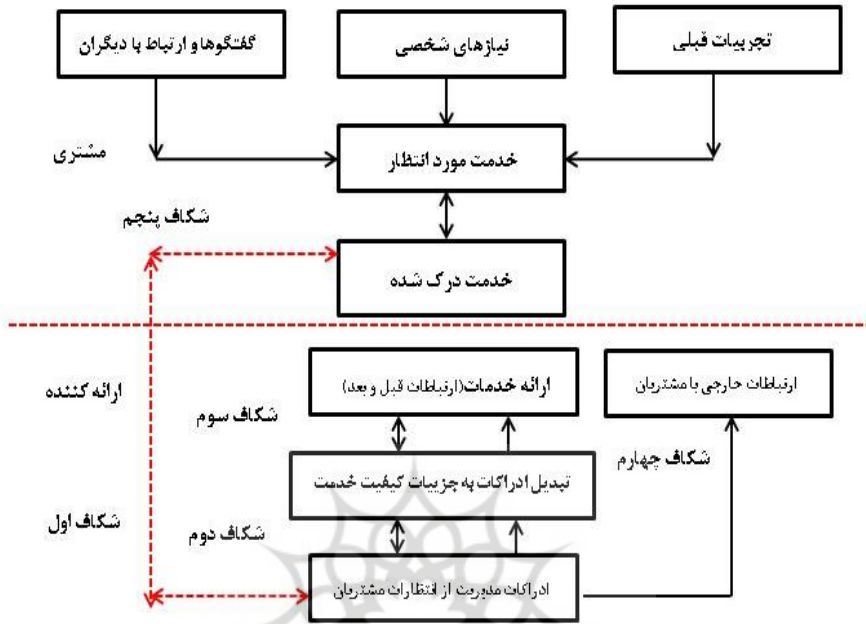 تجربیات قبلی
نیازهای شخصی
گفتگوها و ارتباط با دیگران
خدمت مورد انتظار
مشتری
شکاف پنجم
خدمت درک شده
ارائه کننده
ارتباطات خارجی با مشتریان
ارائه خدمات(ارتباطات قبل و بعد)
شکاف سوم
شکاف چهارم
تبدیل ادراکات به جزییات کیفیت خدمت
شکاف دوم
شکاف اول
ادراکات مدیریت از انتظارات مشتریان